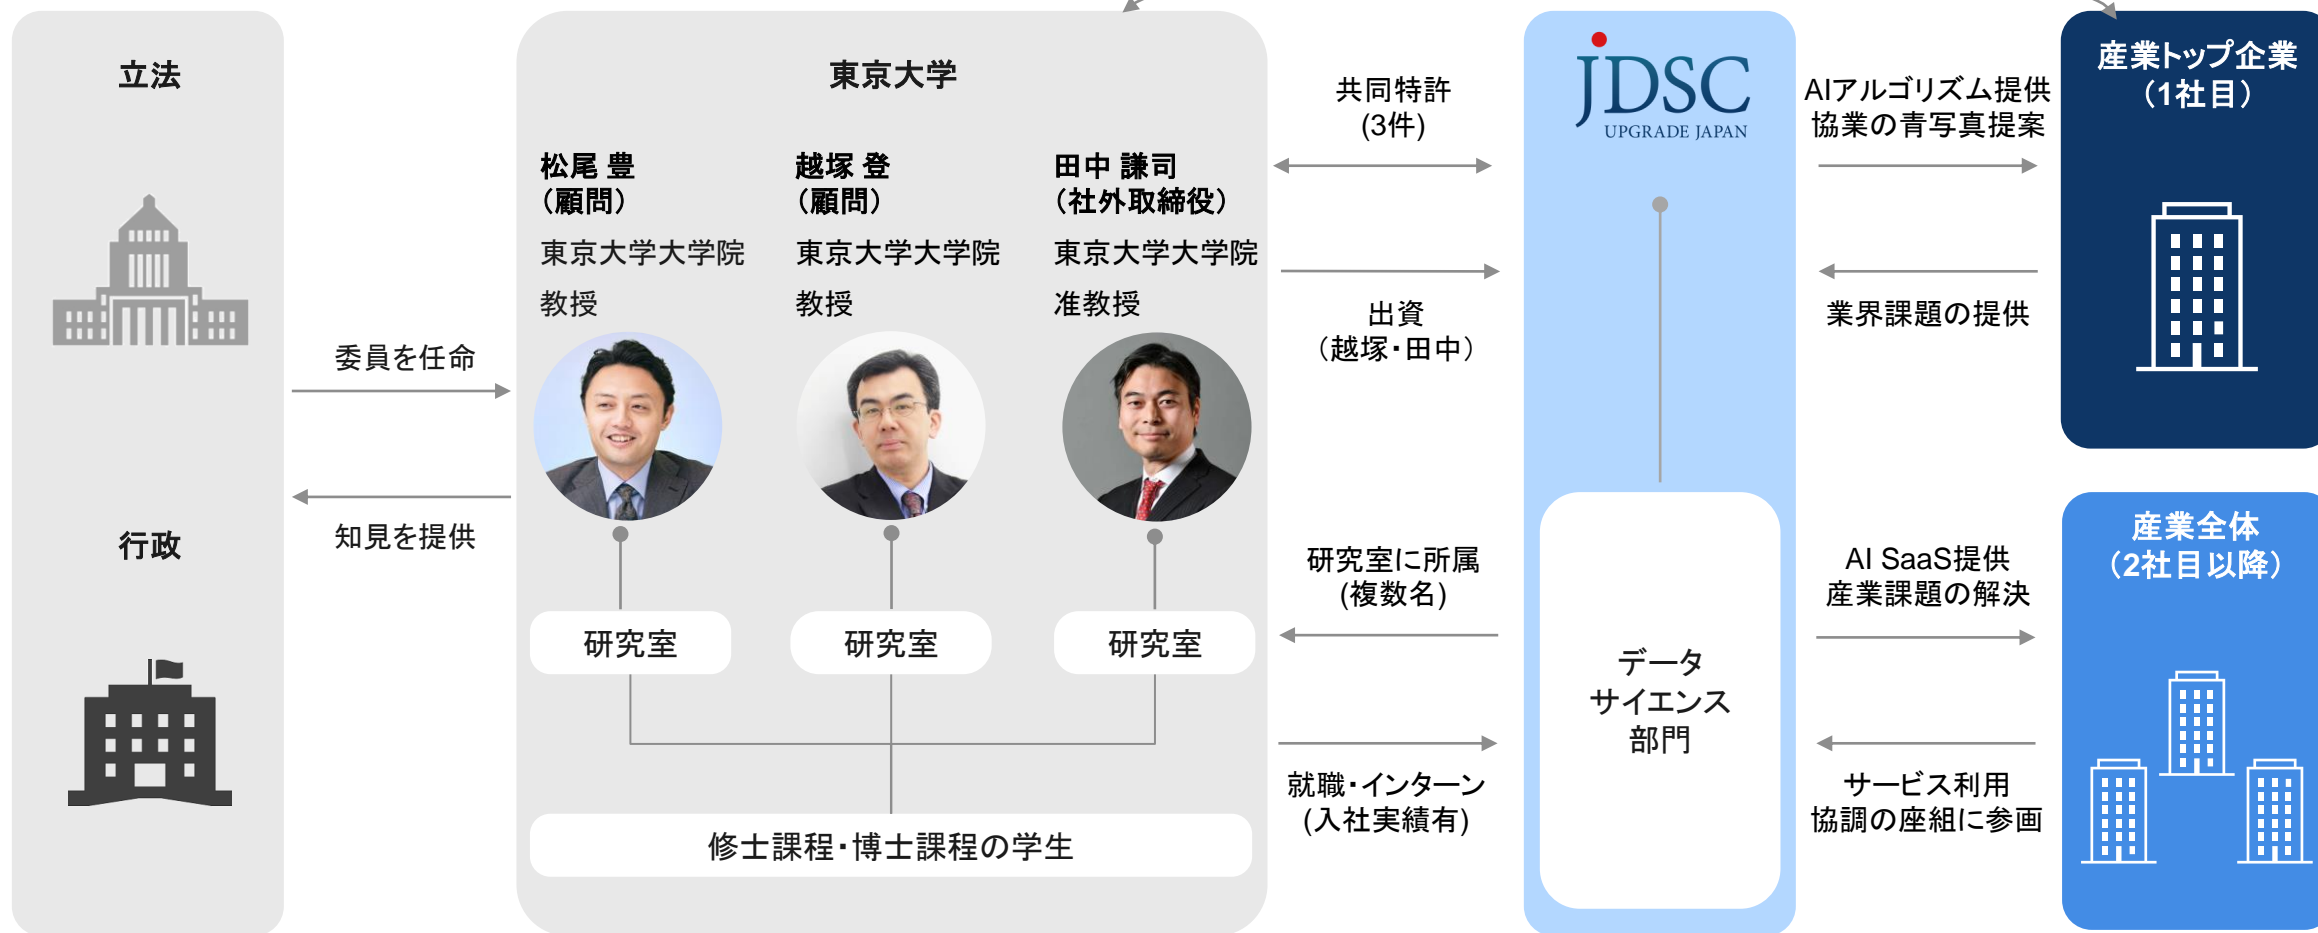 立法
行政
委員を任命
知見を提供
東京大学
松尾 豊
（顧問）
東京大学大学院
教授
越塚 登
（顧問）
東京大学大学院
教授
田中 謙司
（社外取締役）
東京大学大学院
准教授
研究室
研究室
研究室
修士課程・博士課程の学生
共同特許
(3件)
出資
（越塚・田中）
研究室に所属
(複数名)
就職・インターン
(入社実績有)
JDSC
UPGRADE JAPAN
データ
サイエンス
部門
AIアルゴリズム提供
協業の青写真提案
業界課題の提供
AI SaaS提供
産業課題の解決
サービス利用
協調の座組に参画
産業トップ企業
（1社目）
産業全体
（2社目以降）